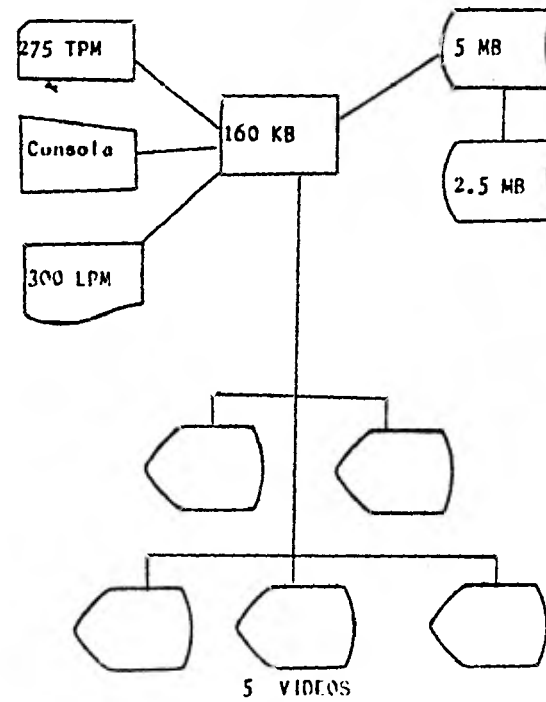 275 TPM
5 MB
Consola
160 KB
2.5 MB
300 LPM
5 VIDEOS